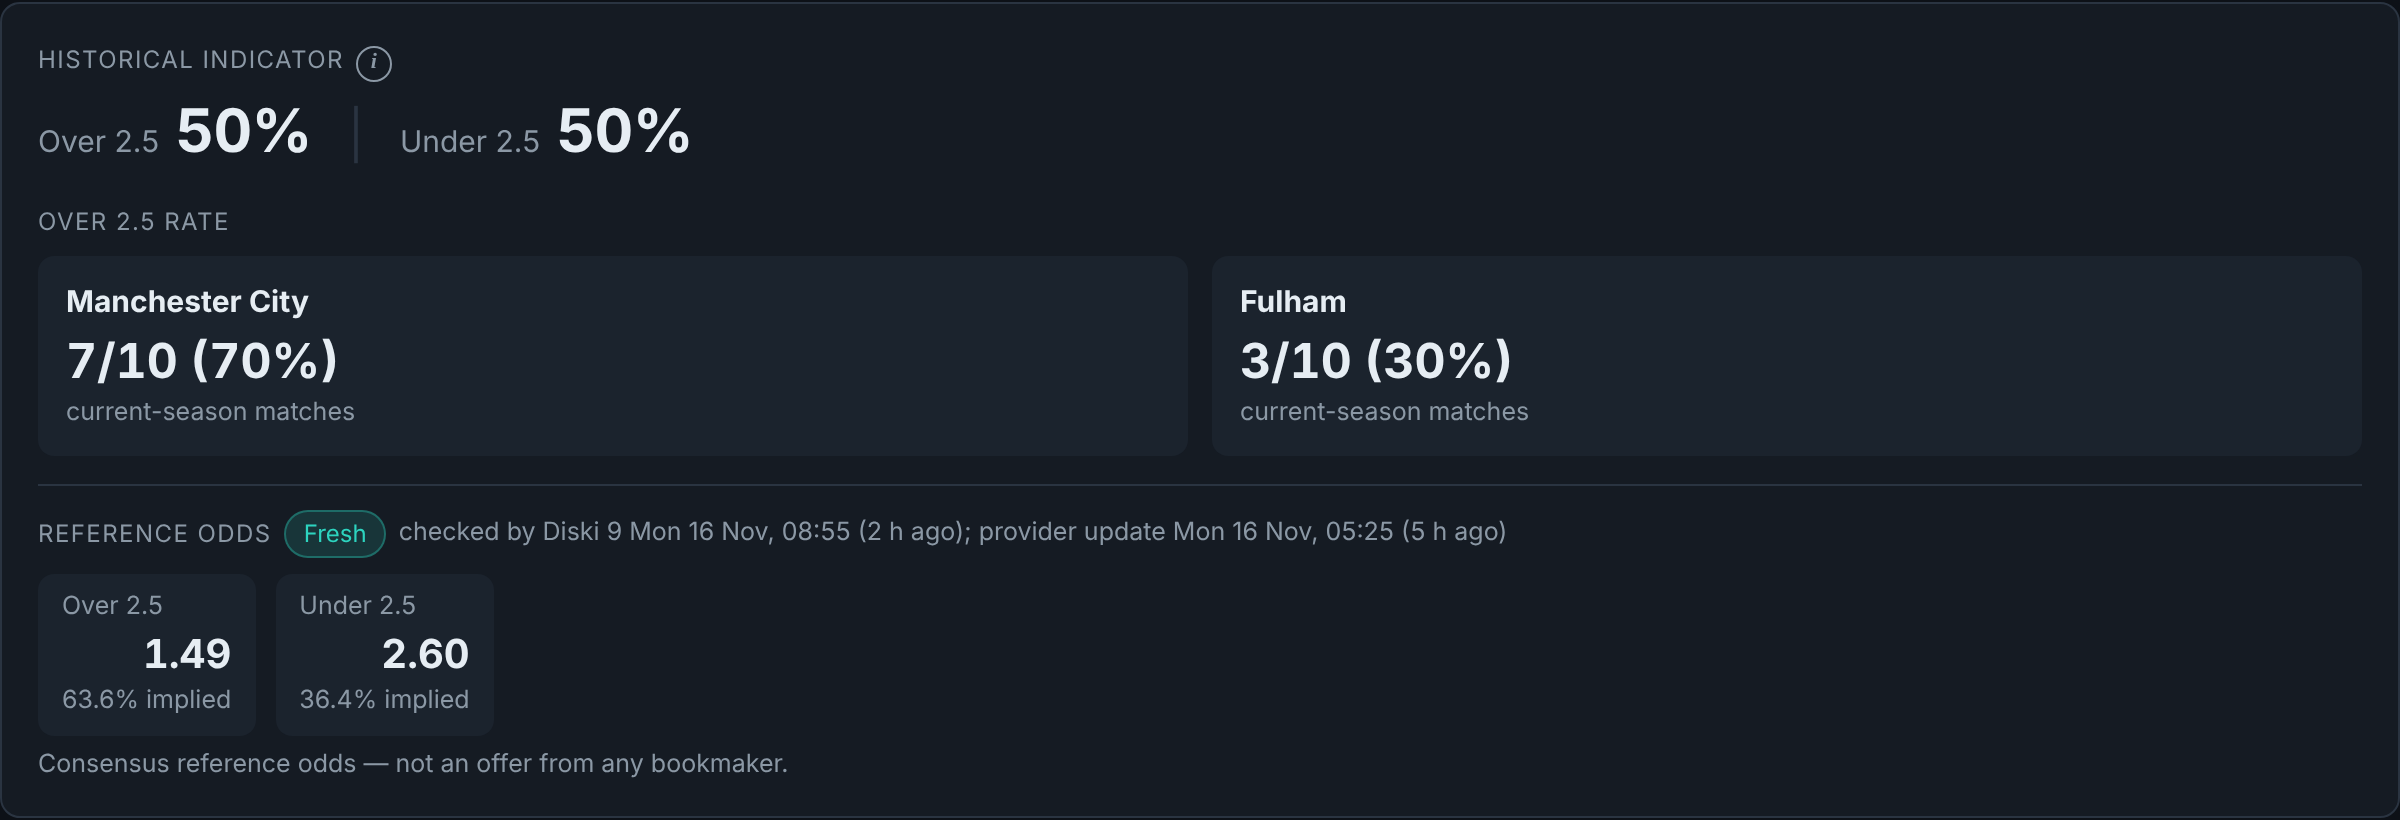 HISTORICAL INDICATOR i
Over 2.5 50% Under 2.5 50%
OVER 2.5 RATE
Manchester City
7/10 (70%)
current-season matches
Fulham
3/10 (30%)
current-season matches
REFERENCE ODDS Fresh checked by Diski 9 Mon 16 Nov, 08:55 (2 h ago); provider update Mon 16 Nov, 05:25 (5 h ago)
Over 2.5
1.49
63.6% implied
Under 2.5
2.60
36.4% implied
Consensus reference odds — not an offer from any bookmaker.